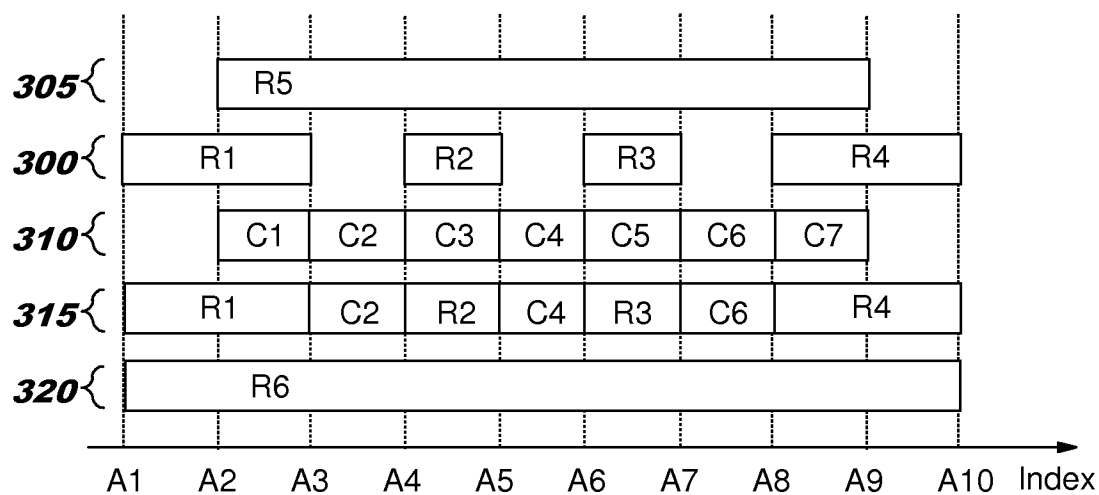 305 R5
300 R1 R2 R3 R4
310 C1 C2 C3 C4 C5 C6 C7
315 R1 C2 R2 C4 R3 C6 R4
320 R6
A1 A2 A3 A4 A5 A6 A7 A8 A9 A10 Index